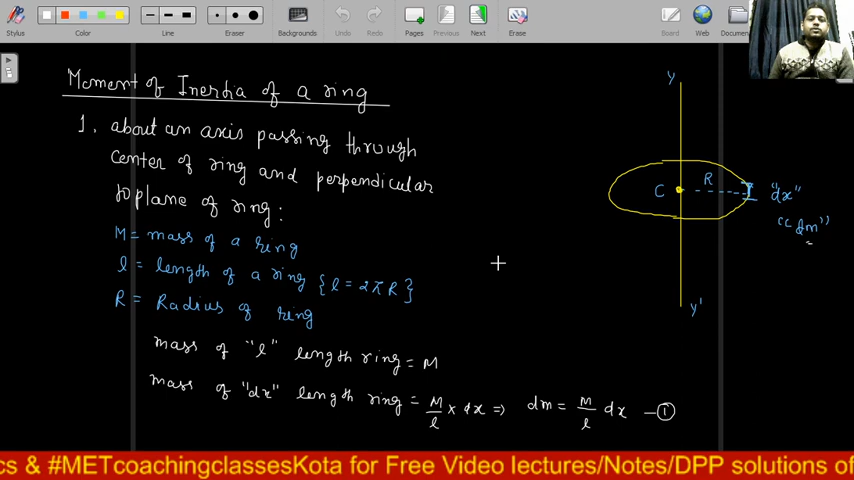 Stylus
Color
Line
Eraser
Backgrounds
Undo
Redo
Pages
Previous
Next
Erase
Board
Web
Moment of Inertia of a ring
1. about an axis passing through
center of ring and perpendicular
to plane of ring:
M = mass of a ring
l = length of a ring {l = 2πR}
R = Radius of ring
mass of "l" length ring = M
mass of "dx" length ring = M/l × dx ⇒ dm = M/l dx —①
y
C
R
"dx"
"dm"
y'
cs & #METcoachingclassesKota for Free Video lectures/Notes/DPP solutions of